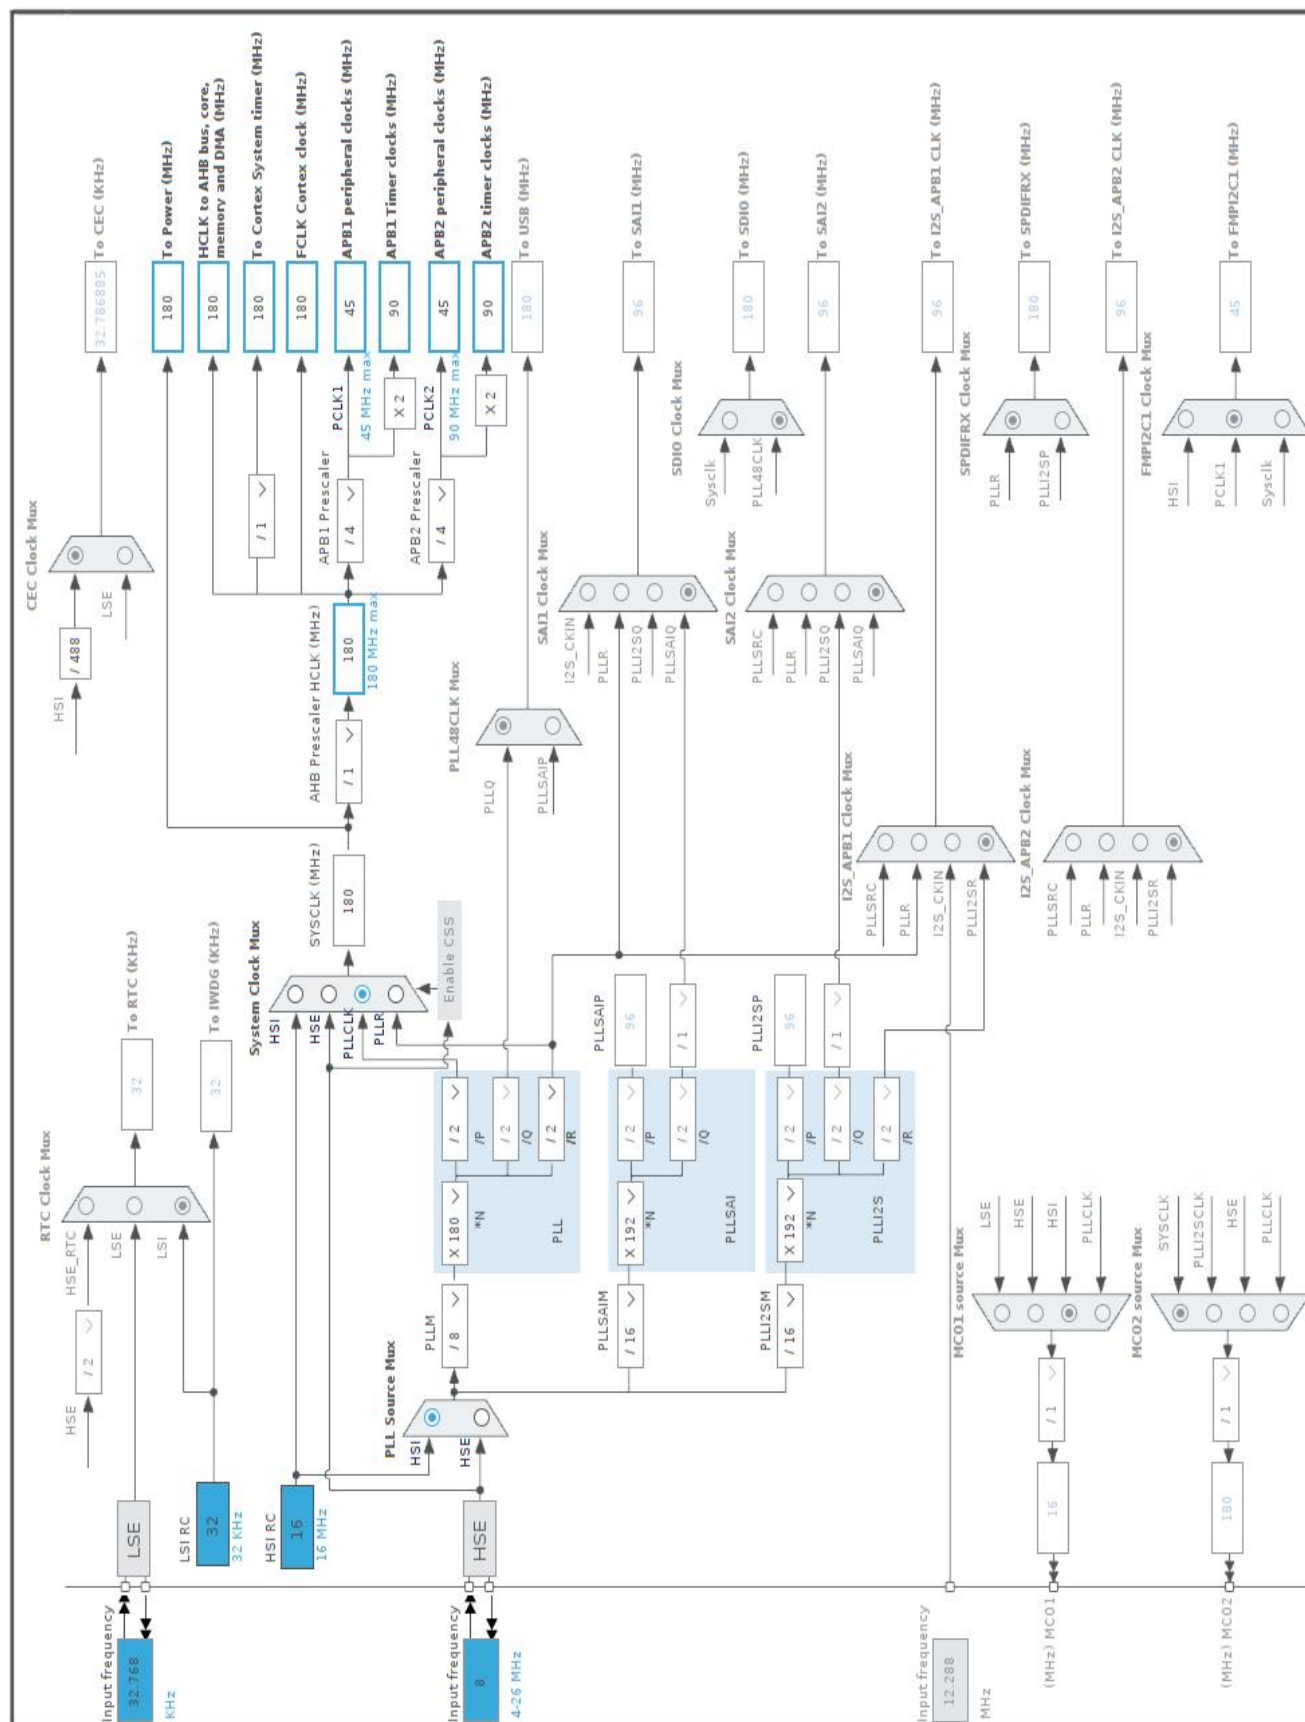 Input frequency
32.768
KHz
LSE
LSI RC
32
32 KHz
HSI RC
16
16 MHz
Input frequency
8
4-26 MHz
HSE
Input frequency
12.288
MHz
(MHz) MCO1
(MHz) MCO2
HSE
/ 2
HSE_RTC
LSE
LSI
RTC Clock Mux
32
To RTC (KHz)
32
To IWDG (KHz)
HSI
/ 488
LSE
CEC Clock Mux
32.786885
To CEC (KHz)
PLL Source Mux
HSI
HSE
PLLM
/ 8
X 180
*N
/ 2
/P
/ 2
/Q
/ 2
/R
PLL
PLLSAIM
/ 16
X 192
*N
/ 2
/P
/ 2
/Q
PLLSAI
PLLSAIP
96
/ 1
PLLI2SM
/ 16
X 192
*N
/ 2
/P
/ 2
/Q
/ 2
/R
PLLI2S
PLLI2SP
96
/ 1
System Clock Mux
HSI
HSE
PLLCLK
PLLR
Enable CSS
SYSCLK (MHz)
180
AHB Prescaler
/ 1
HCLK (MHz)
180
180 MHz max
/ 1
APB1 Prescaler
/ 4
PCLK1
45 MHz max
X 2
APB2 Prescaler
/ 4
PCLK2
90 MHz max
X 2
180
To Power (MHz)
180
HCLK to AHB bus, core,
memory and DMA (MHz)
180
To Cortex System timer (MHz)
180
FCLK Cortex clock (MHz)
45
APB1 peripheral clocks (MHz)
90
APB1 Timer clocks (MHz)
45
APB2 peripheral clocks (MHz)
90
APB2 timer clocks (MHz)
PLL48CLK Mux
PLLQ
PLLSAIP
180
To USB (MHz)
SAI1 Clock Mux
I2S_CKIN
PLLR
PLLI2SQ
PLLSAIQ
96
To SAI1 (MHz)
SDIO Clock Mux
Sysclk
PLL48CLK
180
To SDIO (MHz)
SAI2 Clock Mux
PLLSRC
PLLR
PLLI2SQ
PLLSAIQ
96
To SAI2 (MHz)
I2S_APB1 Clock Mux
PLLSRC
PLLR
I2S_CKIN
PLLI2SR
96
To I2S_APB1 CLK (MHz)
SPDIFRX Clock Mux
PLLR
PLLI2SP
180
To SPDIFRX (MHz)
I2S_APB2 Clock Mux
PLLSRC
PLLR
I2S_CKIN
PLLI2SR
96
To I2S_APB2 CLK (MHz)
FMPI2C1 Clock Mux
HSI
PCLK1
Sysclk
45
To FMPI2C1 (MHz)
MCO1 source Mux
LSE
HSE
HSI
PLLCLK
/ 1
16
MCO2 source Mux
SYSCLK
PLLI2SCLK
HSE
PLLCLK
/ 1
180